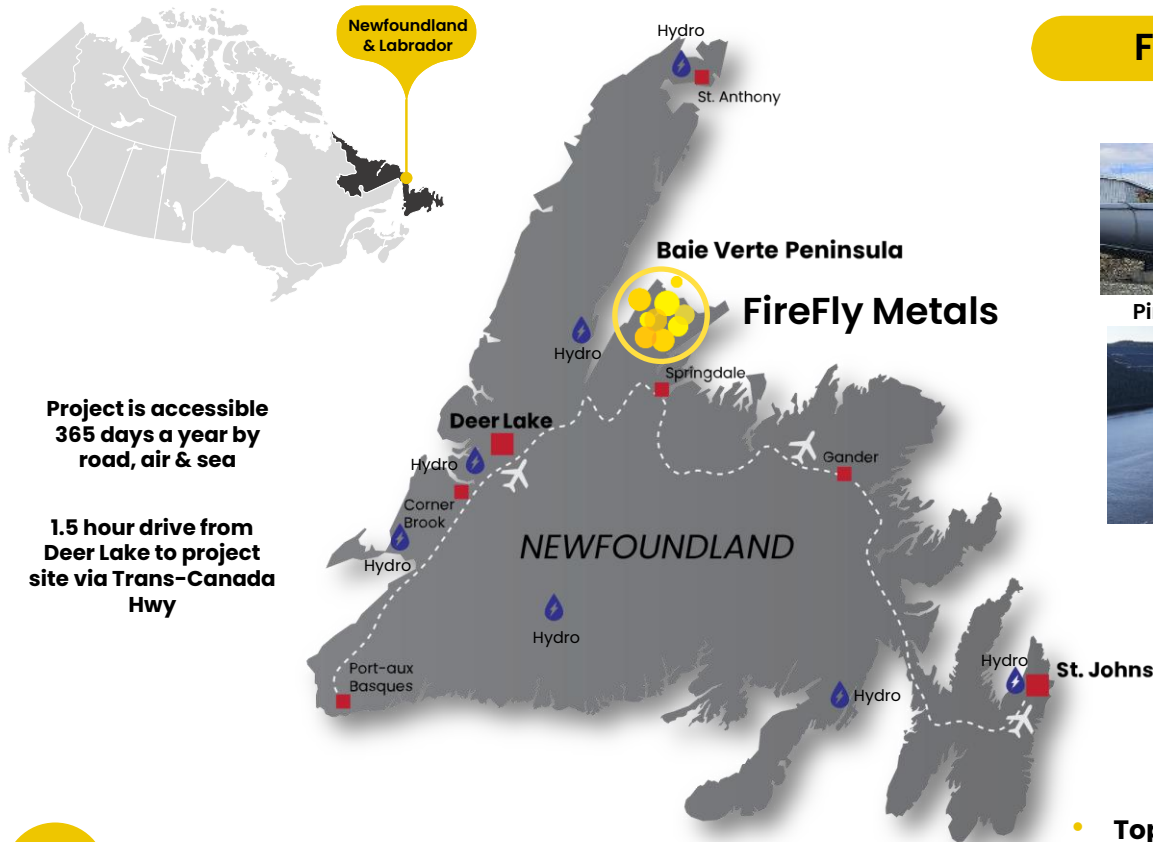 Newfoundland
& Labrador
Hydro
St. Anthony
Baie Verte Peninsula
FireFly Metals
Hydro
Springdale
Project is accessible
365 days a year by
road, air & sea
Deer Lake
Hydro
Gander
Corner
Brook
1.5 hour drive from
Deer Lake to project
site via Trans-Canada
Hwy
NEWFOUNDLAND
Hydro
Hydro
Port-aux
Basques
Hydro
St. Johns
Hydro